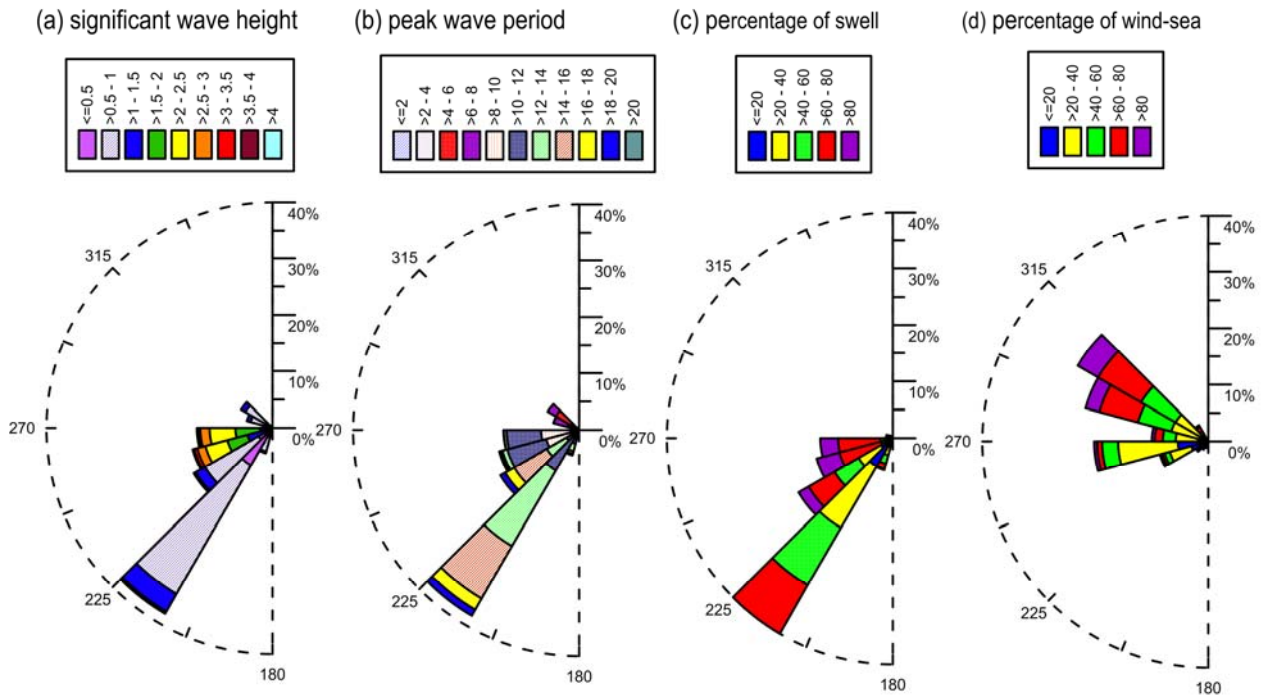 (a) significant wave height
(b) peak wave period
(c) percentage of swell
(d) percentage of wind-sea
<=0.5
>0.5 - 1
>1 - 1.5
>1.5 - 2
>2 - 2.5
>2.5 - 3
>3 - 3.5
>3.5 - 4
>4
<=2
>2 - 4
>4 - 6
>6 - 8
>8 - 10
>10 - 12
>12 - 14
>14 - 16
>16 - 18
>18 - 20
>20
<=20
>20 - 40
>40 - 60
>60 - 80
>80
<=20
>20 - 40
>40 - 60
>60 - 80
>80
40%
315
30%
20%
10%
270
0%
225
180
40%
315
30%
20%
10%
270
0%
225
180
40%
315
30%
20%
10%
270
0%
225
180
40%
315
30%
20%
10%
270
0%
225
180